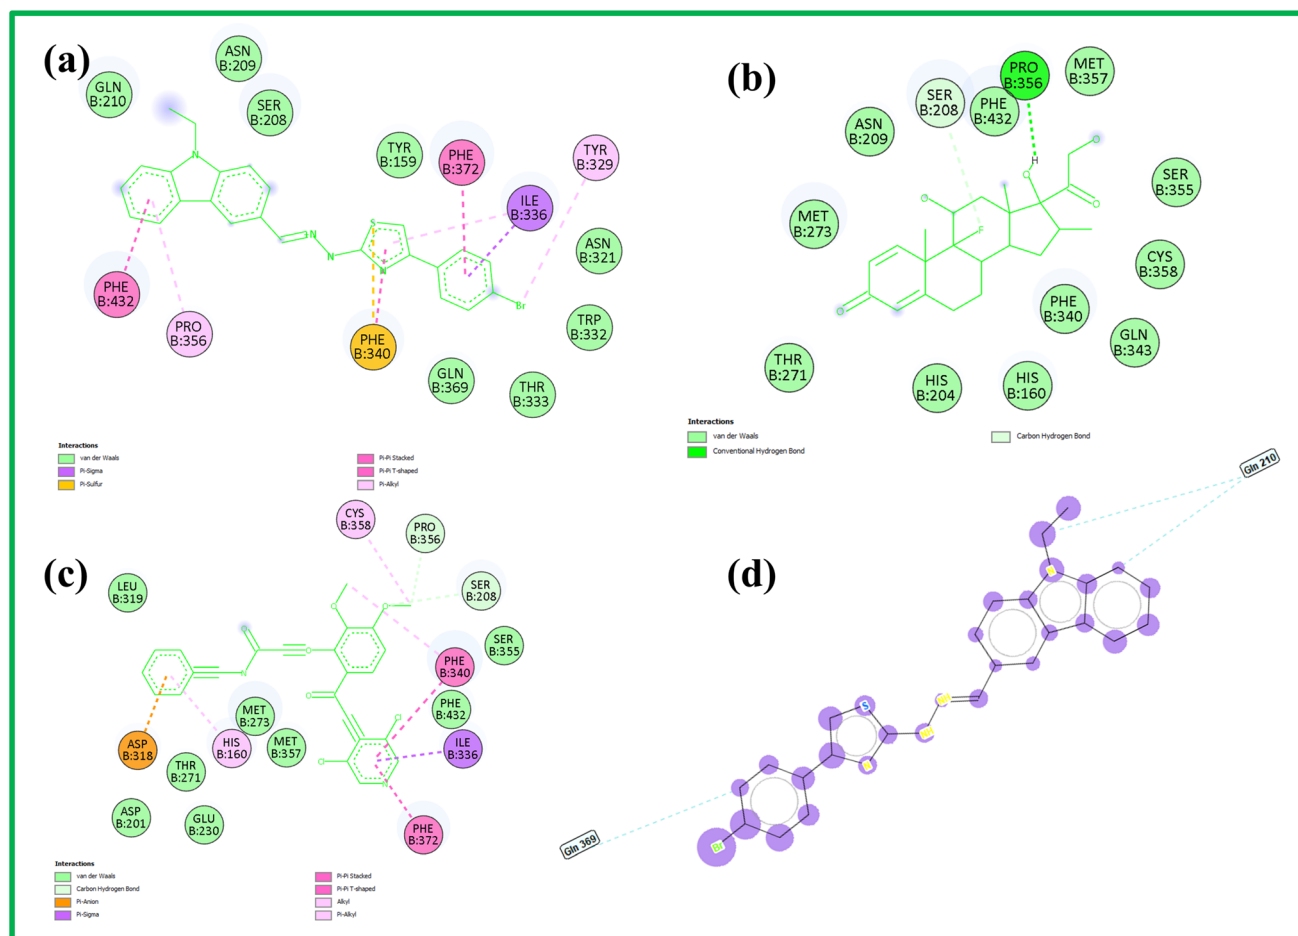 (a)
ASN
B:209
GLN
B:210
SER
B:208
TYR
B:159
PHE
B:372
TYR
B:329
ILE
B:336
ASN
B:321
PHE
B:432
PRO
B:356
PHE
B:340
GLN
B:369
THR
B:333
TRP
B:332
N
N
N
S
N
Br
Interactions
van der Waals
Pi-Sigma
Pi-Sulfur
Pi-Pi Stacked
Pi-Pi T-shaped
Pi-Alkyl
(b)
PRO
B:356
MET
B:357
SER
B:208
PHE
B:432
ASN
B:209
SER
B:355
MET
B:273
CYS
B:358
PHE
B:340
GLN
B:343
THR
B:271
HIS
B:204
HIS
B:160
H
O
O
O
O
F
O
Interactions
van der Waals
Conventional Hydrogen Bond
Carbon Hydrogen Bond
(c)
CYS
B:358
PRO
B:356
SER
B:208
LEU
B:319
SER
B:355
PHE
B:340
PHE
B:432
MET
B:273
ILE
B:336
ASP
B:318
HIS
B:160
MET
B:357
THR
B:271
ASP
B:201
GLU
B:230
PHE
B:372
O
O
O
Cl
Cl
Interactions
van der Waals
Carbon Hydrogen Bond
Pi-Anion
Pi-Sigma
Pi-Pi Stacked
Pi-Pi T-shaped
Alkyl
Pi-Alkyl
(d)
Gln 210
S
NH
Br
Gln 369